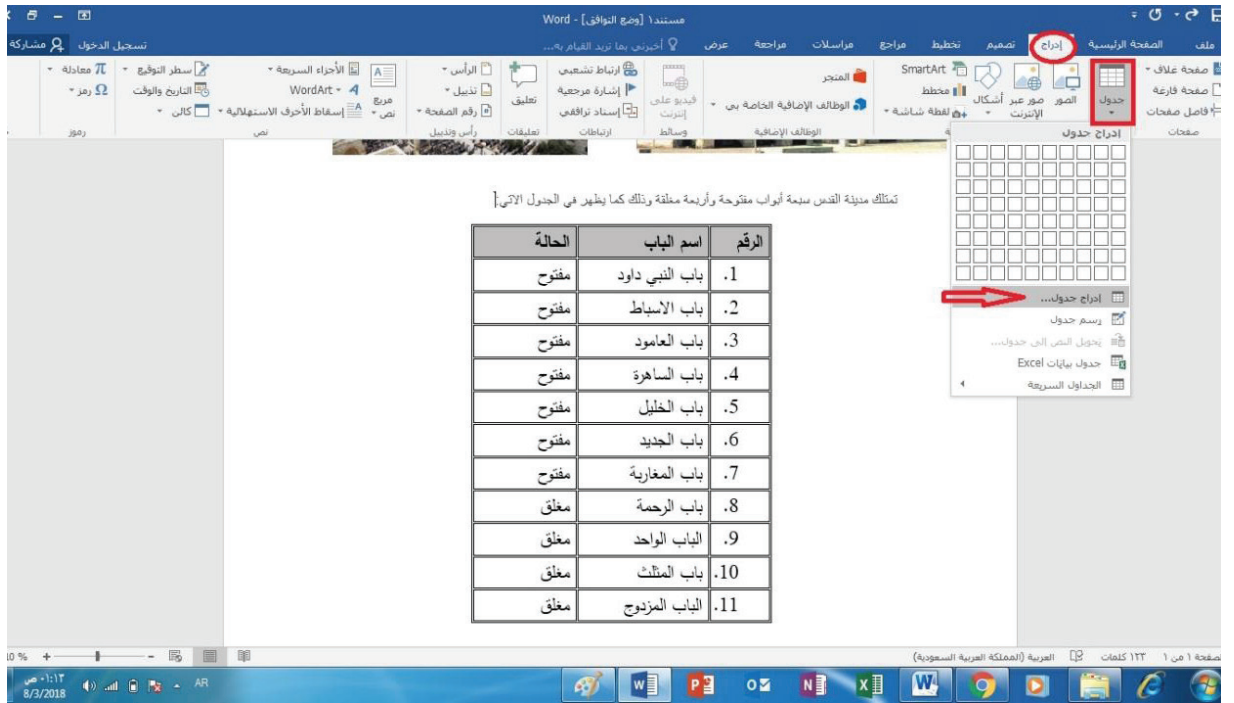 مستند١ [وضع التوافق] - Word
ملف الصفحة الرئيسية إدراج تصميم تخطيط مراجع مراسلات مراجعة عرض أخبرني بما تريد القيام به... تسجيل الدخول مشاركة
صفحة غلاف
صفحة فارغة
فاصل صفحات
صفحات
جدول
الصور
صور عبر الإنترنت
أشكال
SmartArt
مخطط
لقطة شاشة
المتجر
الوظائف الإضافية الخاصة بي
الوظائف الإضافية
فيديو على إنترنت
وسائط
ارتباط تشعبي
إشارة مرجعية
إسناد ترافقي
ارتباطات
تعليق
تعليقات
الرأس
تذييل
رقم الصفحة
رأس وتذييل
مربع نص
الأجزاء السريعة
WordArt
إسقاط الأحرف الاستهلالية
سطر التوقيع
التاريخ والوقت
كائن
نص
π معادلة
Ω رمز
رموز
إدراج جدول
إدراج جدول...
رسم جدول
تحويل النص إلى جدول...
جدول بيانات Excel
الجداول السريعة
تمتلك مدينة القدس سبعة أبواب مفتوحة وأربعة مغلقة وذلك كما يظهر في الجدول الاتي:
الرقم اسم الباب الحالة
1. باب النبي داود مفتوح
2. باب الاسباط مفتوح
3. باب العامود مفتوح
4. باب الساهرة مفتوح
5. باب الخليل مفتوح
6. باب الجديد مفتوح
7. باب المغاربة مفتوح
8. باب الرحمة مغلق
9. الباب الواحد مغلق
10. باب المثلث مغلق
11. الباب المزدوج مغلق
صفحة ١ من ١ ١٢٣ كلمات العربية (المملكة العربية السعودية)
AR
٠١:١٣ ص
8/3/2018